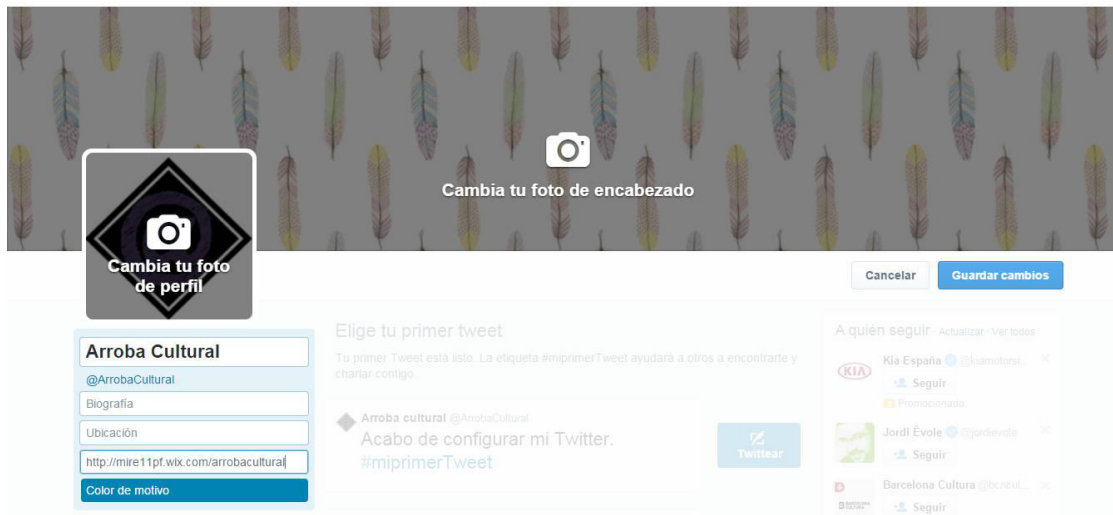 Cambia tu foto de encabezado
Cambia tu foto
de perfil
Cancelar
Guardar cambios
Arroba Cultural
@ArrobaCultural
Biografía
Ubicación
http://mire11pf.wix.com/arrobacultural
Color de motivo
Elige tu primer tweet
Tu primer Tweet está listo. La etiqueta #miprimerTweet ayudará a otros a encontrarte y
charlar contigo.
Arroba cultural @ArrobaCultural
Acabo de configurar mi Twitter.
#miprimerTweet
Twittear
A quién seguir · Actualizar · Ver todos
KIA
Kia España @kiamotorsi...
Seguir
Promocionado
Jordi Évole @jordievole
Seguir
Barcelona Cultura @bcncult...
Seguir